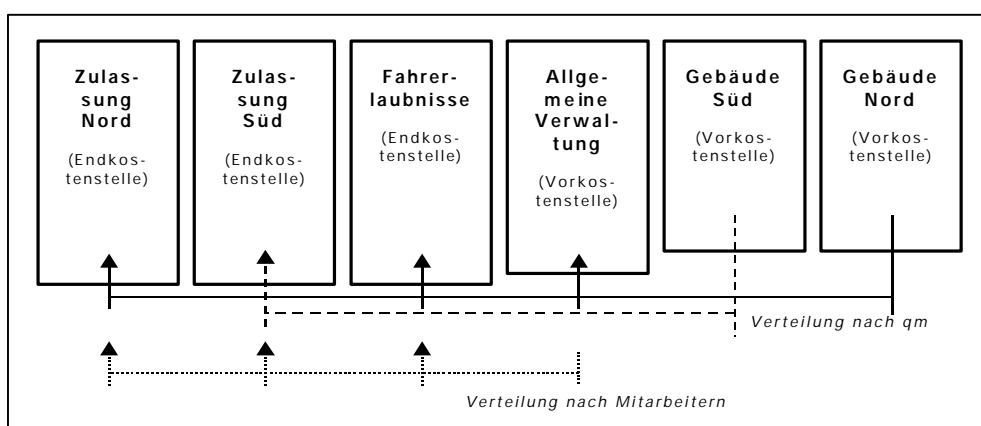 Zulas-
sung
Nord
(Endkos-
tenstelle)
Zulas-
sung
Süd
(Endkos-
tenstelle)
Fahrer-
laubnisse
(Endkos-
tenstelle)
Allge-
meine
Verwal-
tung
(Vorkos-
tenstelle)
Gebäude
Süd
(Vorkos-
tenstelle)
Gebäude
Nord
(Vorkos-
tenstelle)
Verteilung nach qm
Verteilung nach Mitarbeitern